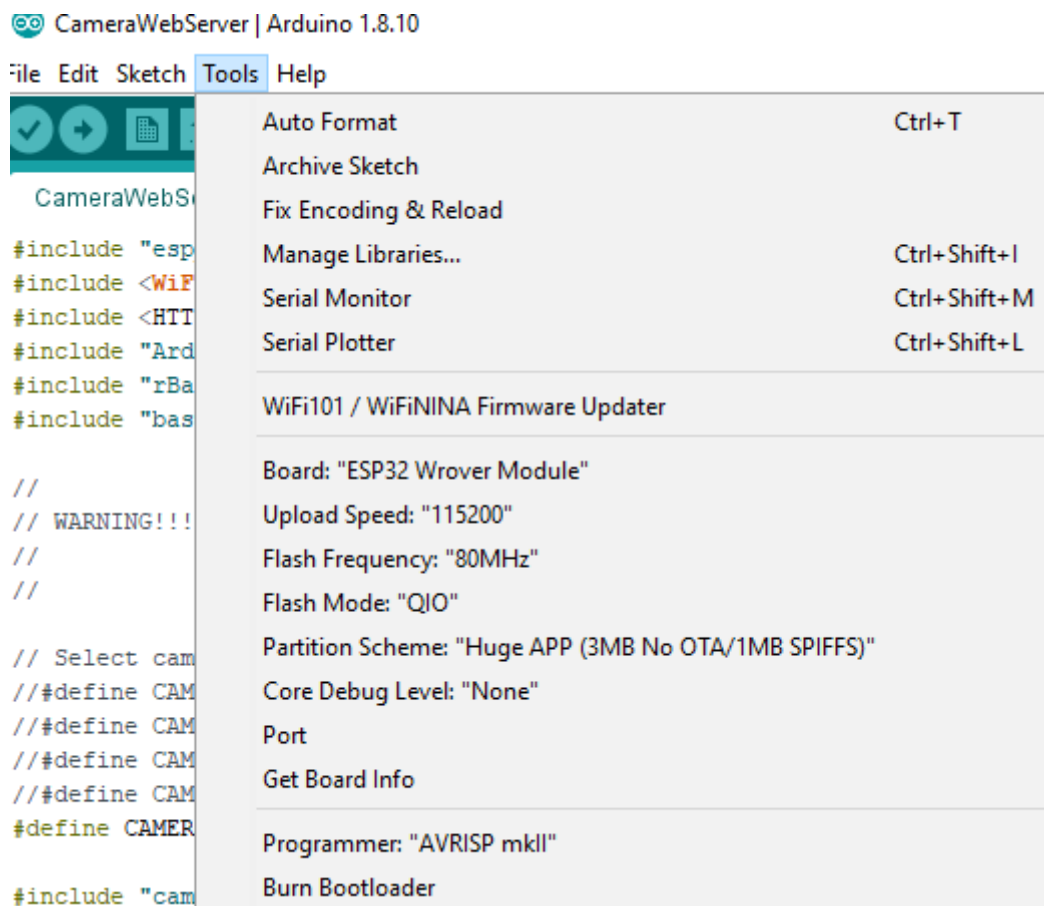 CameraWebServer | Arduino 1.8.10
File Edit Sketch Tools Help
Auto Format Ctrl+T
Archive Sketch
CameraWebSe
Fix Encoding & Reload
#include "esp
Manage Libraries... Ctrl+Shift+I
#include <WiF
Serial Monitor Ctrl+Shift+M
#include <HTT
Serial Plotter Ctrl+Shift+L
#include "Ard
#include "rBa
WiFi101 / WiFiNINA Firmware Updater
#include "bas
Board: "ESP32 Wrover Module"
//
Upload Speed: "115200"
// WARNING!!!
Flash Frequency: "80MHz"
//
//
Flash Mode: "QIO"
Partition Scheme: "Huge APP (3MB No OTA/1MB SPIFFS)"
// Select cam
Core Debug Level: "None"
//#define CAM
//#define CAM
Port
//#define CAM
Get Board Info
//#define CAM
#define CAMER
Programmer: "AVRISP mkII"
Burn Bootloader
#include "cam